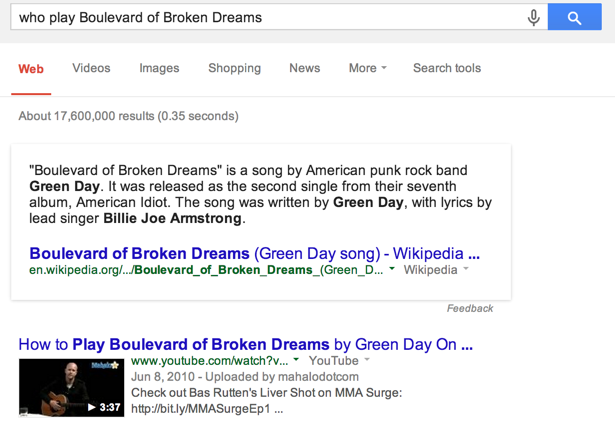 who play Boulevard of Broken Dreams
Web Videos Images Shopping News More Search tools
About 17,600,000 results (0.35 seconds)
"Boulevard of Broken Dreams" is a song by American punk rock band
Green Day. It was released as the second single from their seventh
album, American Idiot. The song was written by Green Day, with lyrics by
lead singer Billie Joe Armstrong.
Boulevard of Broken Dreams (Green Day song) - Wikipedia ...
en.wikipedia.org/.../Boulevard_of_Broken_Dreams_(Green_D... Wikipedia
Feedback
How to Play Boulevard of Broken Dreams by Green Day On ...
www.youtube.com/watch?v... YouTube
Jun 8, 2010 - Uploaded by mahalodotcom
Check out Bas Rutten's Liver Shot on MMA Surge:
http://bit.ly/MMASurgeEp1 ...
Mahalo
3:37